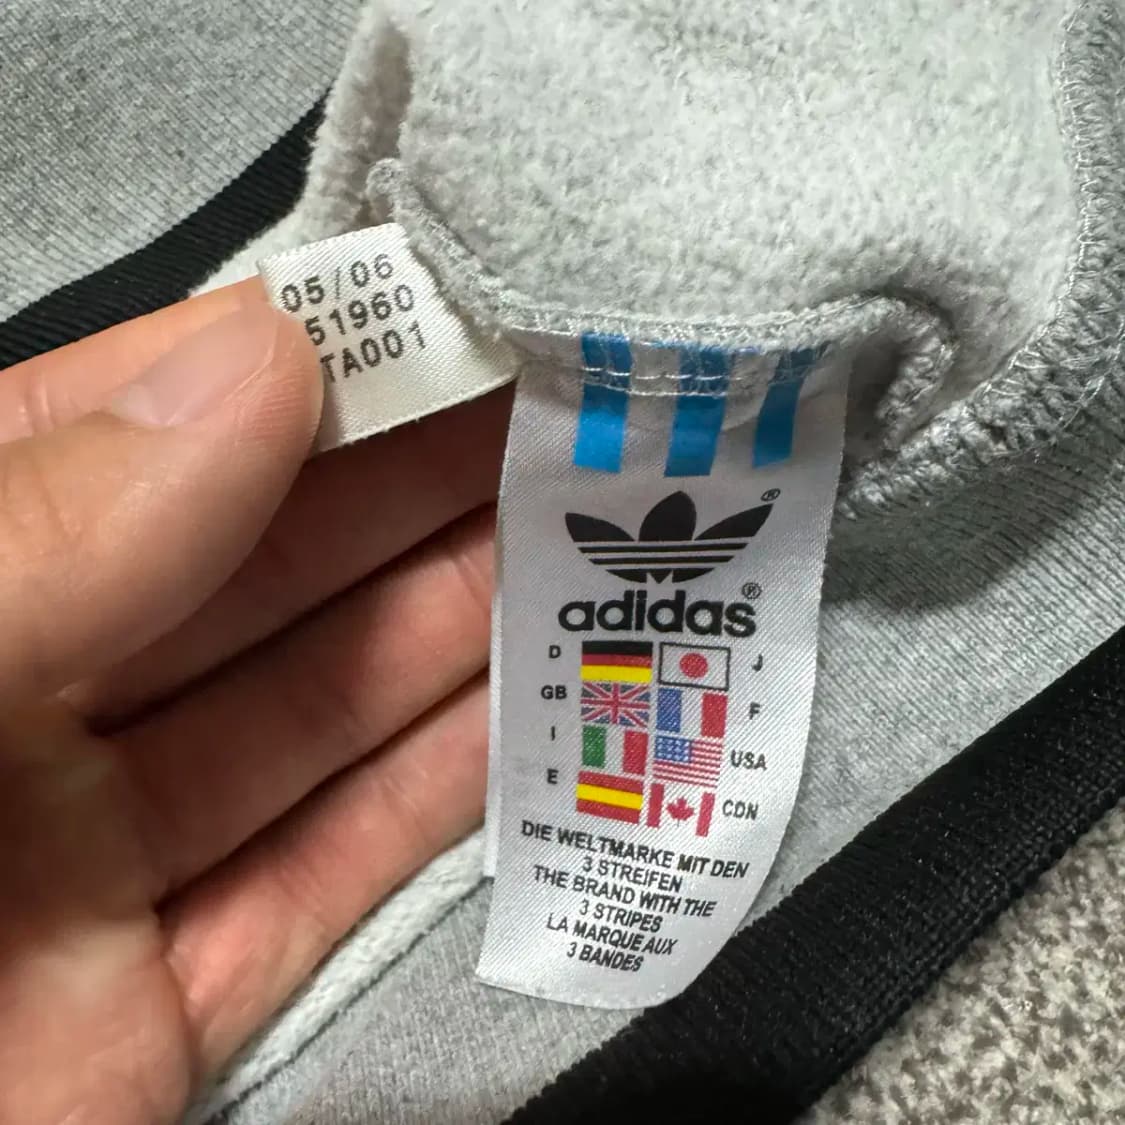 05/06
51960
TA001
®
adidas®
D J
GB F
I USA
E CDN
DIE WELTMARKE MIT DEN
3 STREIFEN
THE BRAND WITH THE
3 STRIPES
LA MARQUE AUX
3 BANDES